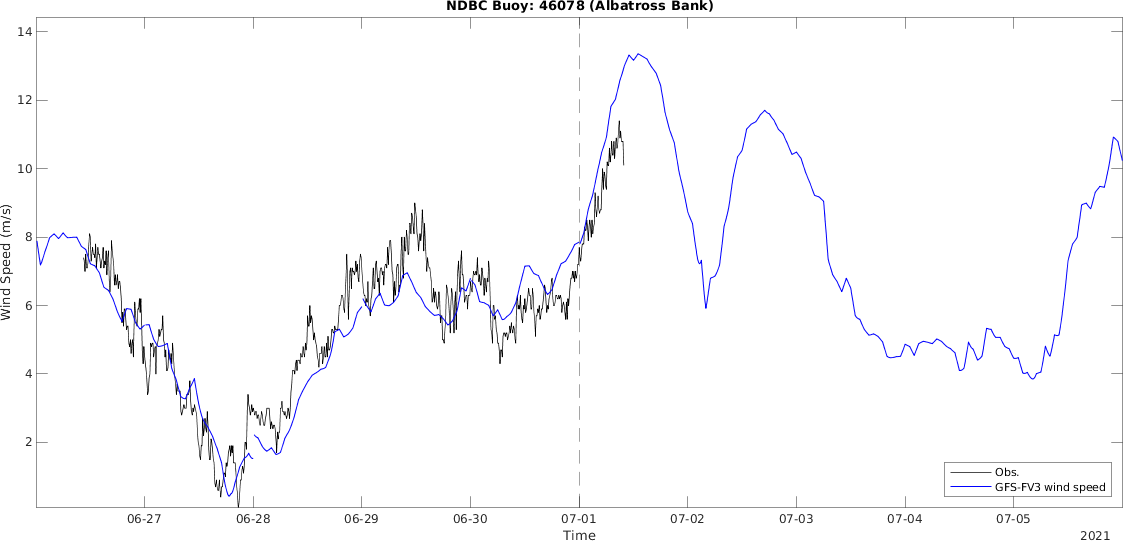 NDBC Buoy: 46078 (Albatross Bank)
14
12
10
8
6
4
2
Wind Speed (m/s)
Obs.
GFS-FV3 wind speed
06-27 06-28 06-29 06-30 07-01 07-02 07-03 07-04 07-05
Time
2021